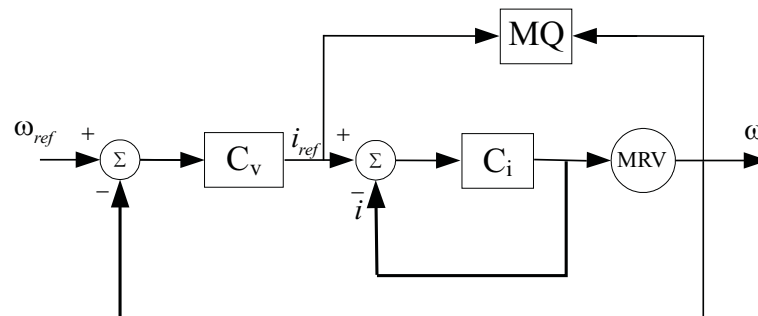 MQ
ω_ref
+
Σ
−
C_v
i_ref
+
Σ
−
i
C_i
MRV
ω